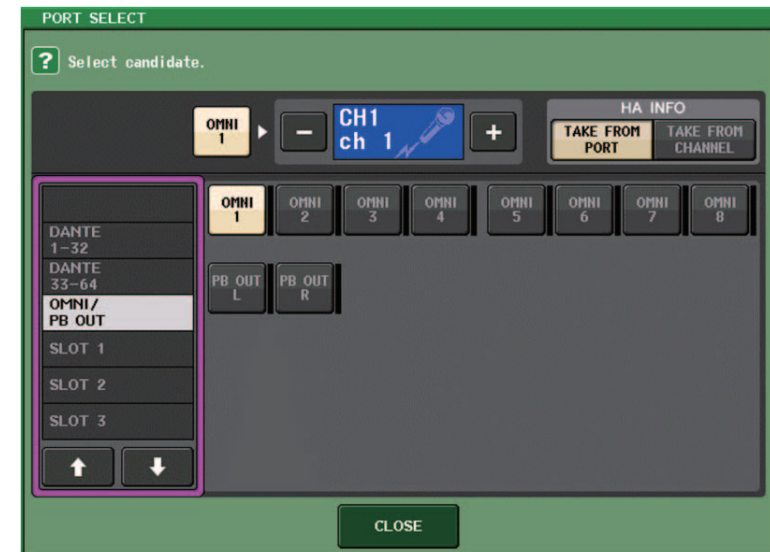 PORT SELECT
? Select candidate.
OMNI
1
−
CH1
ch 1
+
HA INFO
TAKE FROM
PORT
TAKE FROM
CHANNEL
DANTE
1-32
DANTE
33-64
OMNI/
PB OUT
SLOT 1
SLOT 2
SLOT 3
OMNI
1
OMNI
2
OMNI
3
OMNI
4
OMNI
5
OMNI
6
OMNI
7
OMNI
8
PB OUT
L
PB OUT
R
CLOSE